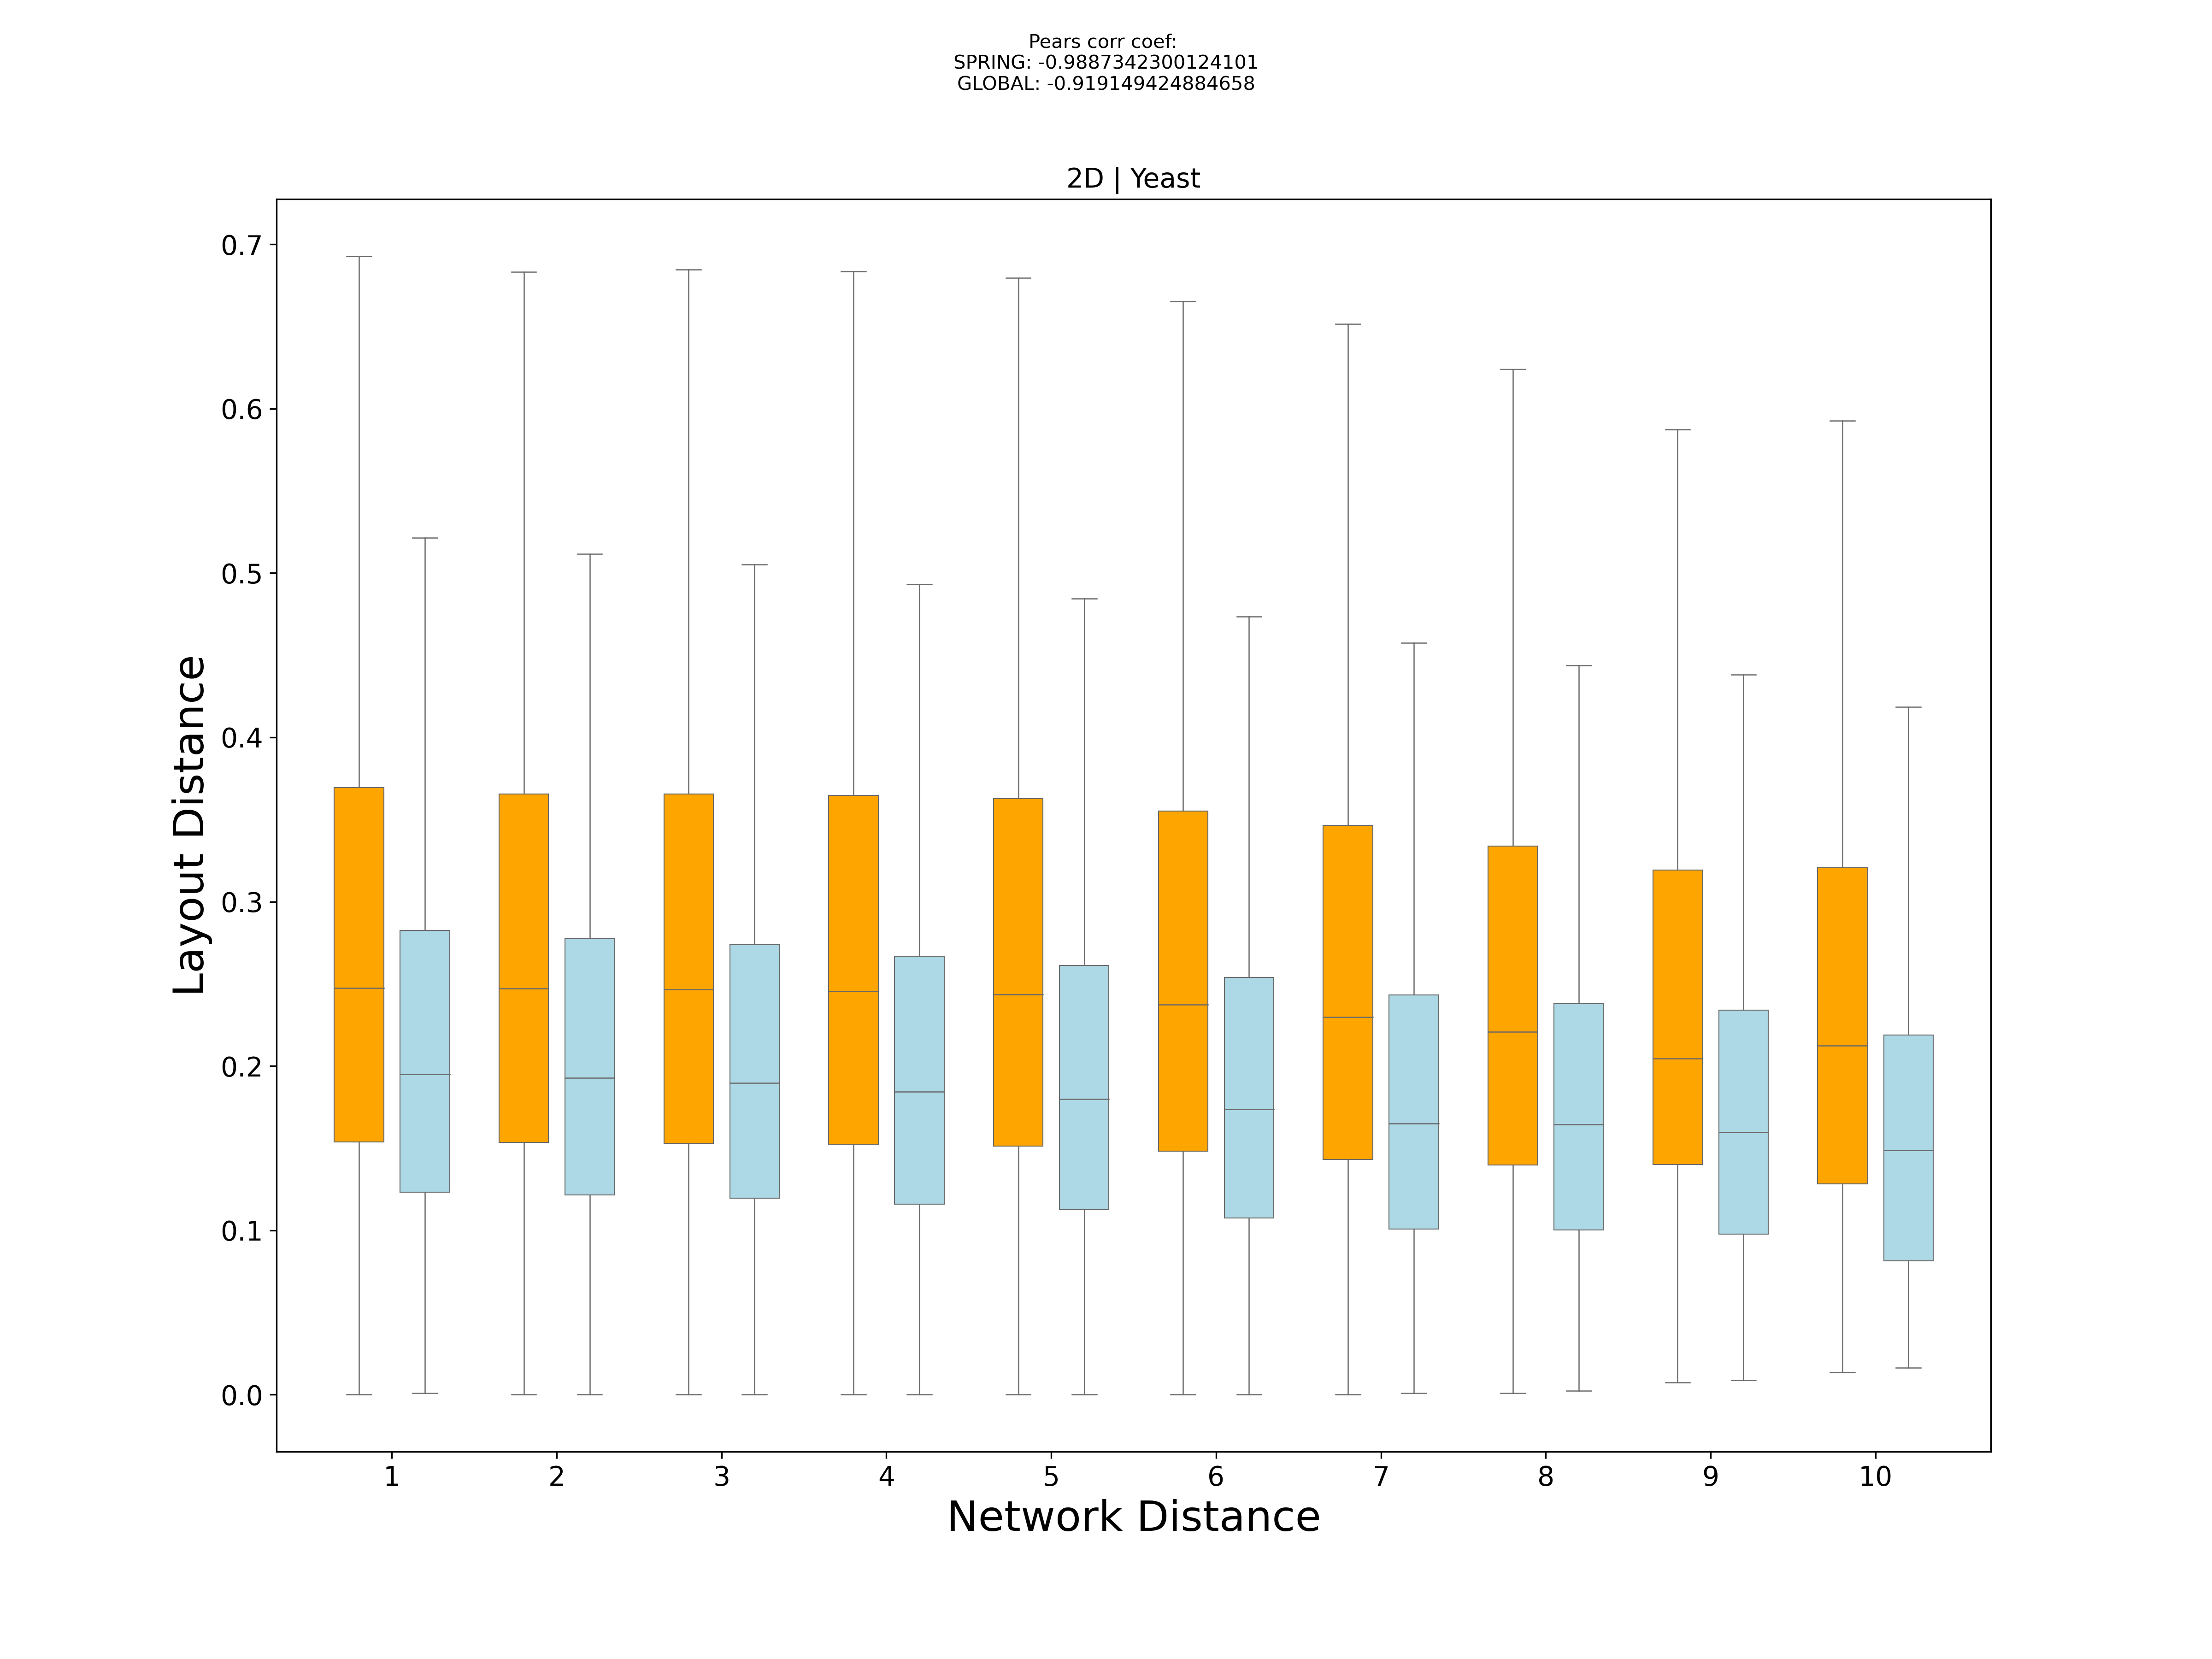 Pears corr coef:
SPRING: -0.9887342300124101
GLOBAL: -0.919149424884658
2D | Yeast
0.7
0.6
0.5
0.4
0.3
0.2
0.1
0.0
Layout Distance
1 2 3 4 5 6 7 8 9 10
Network Distance